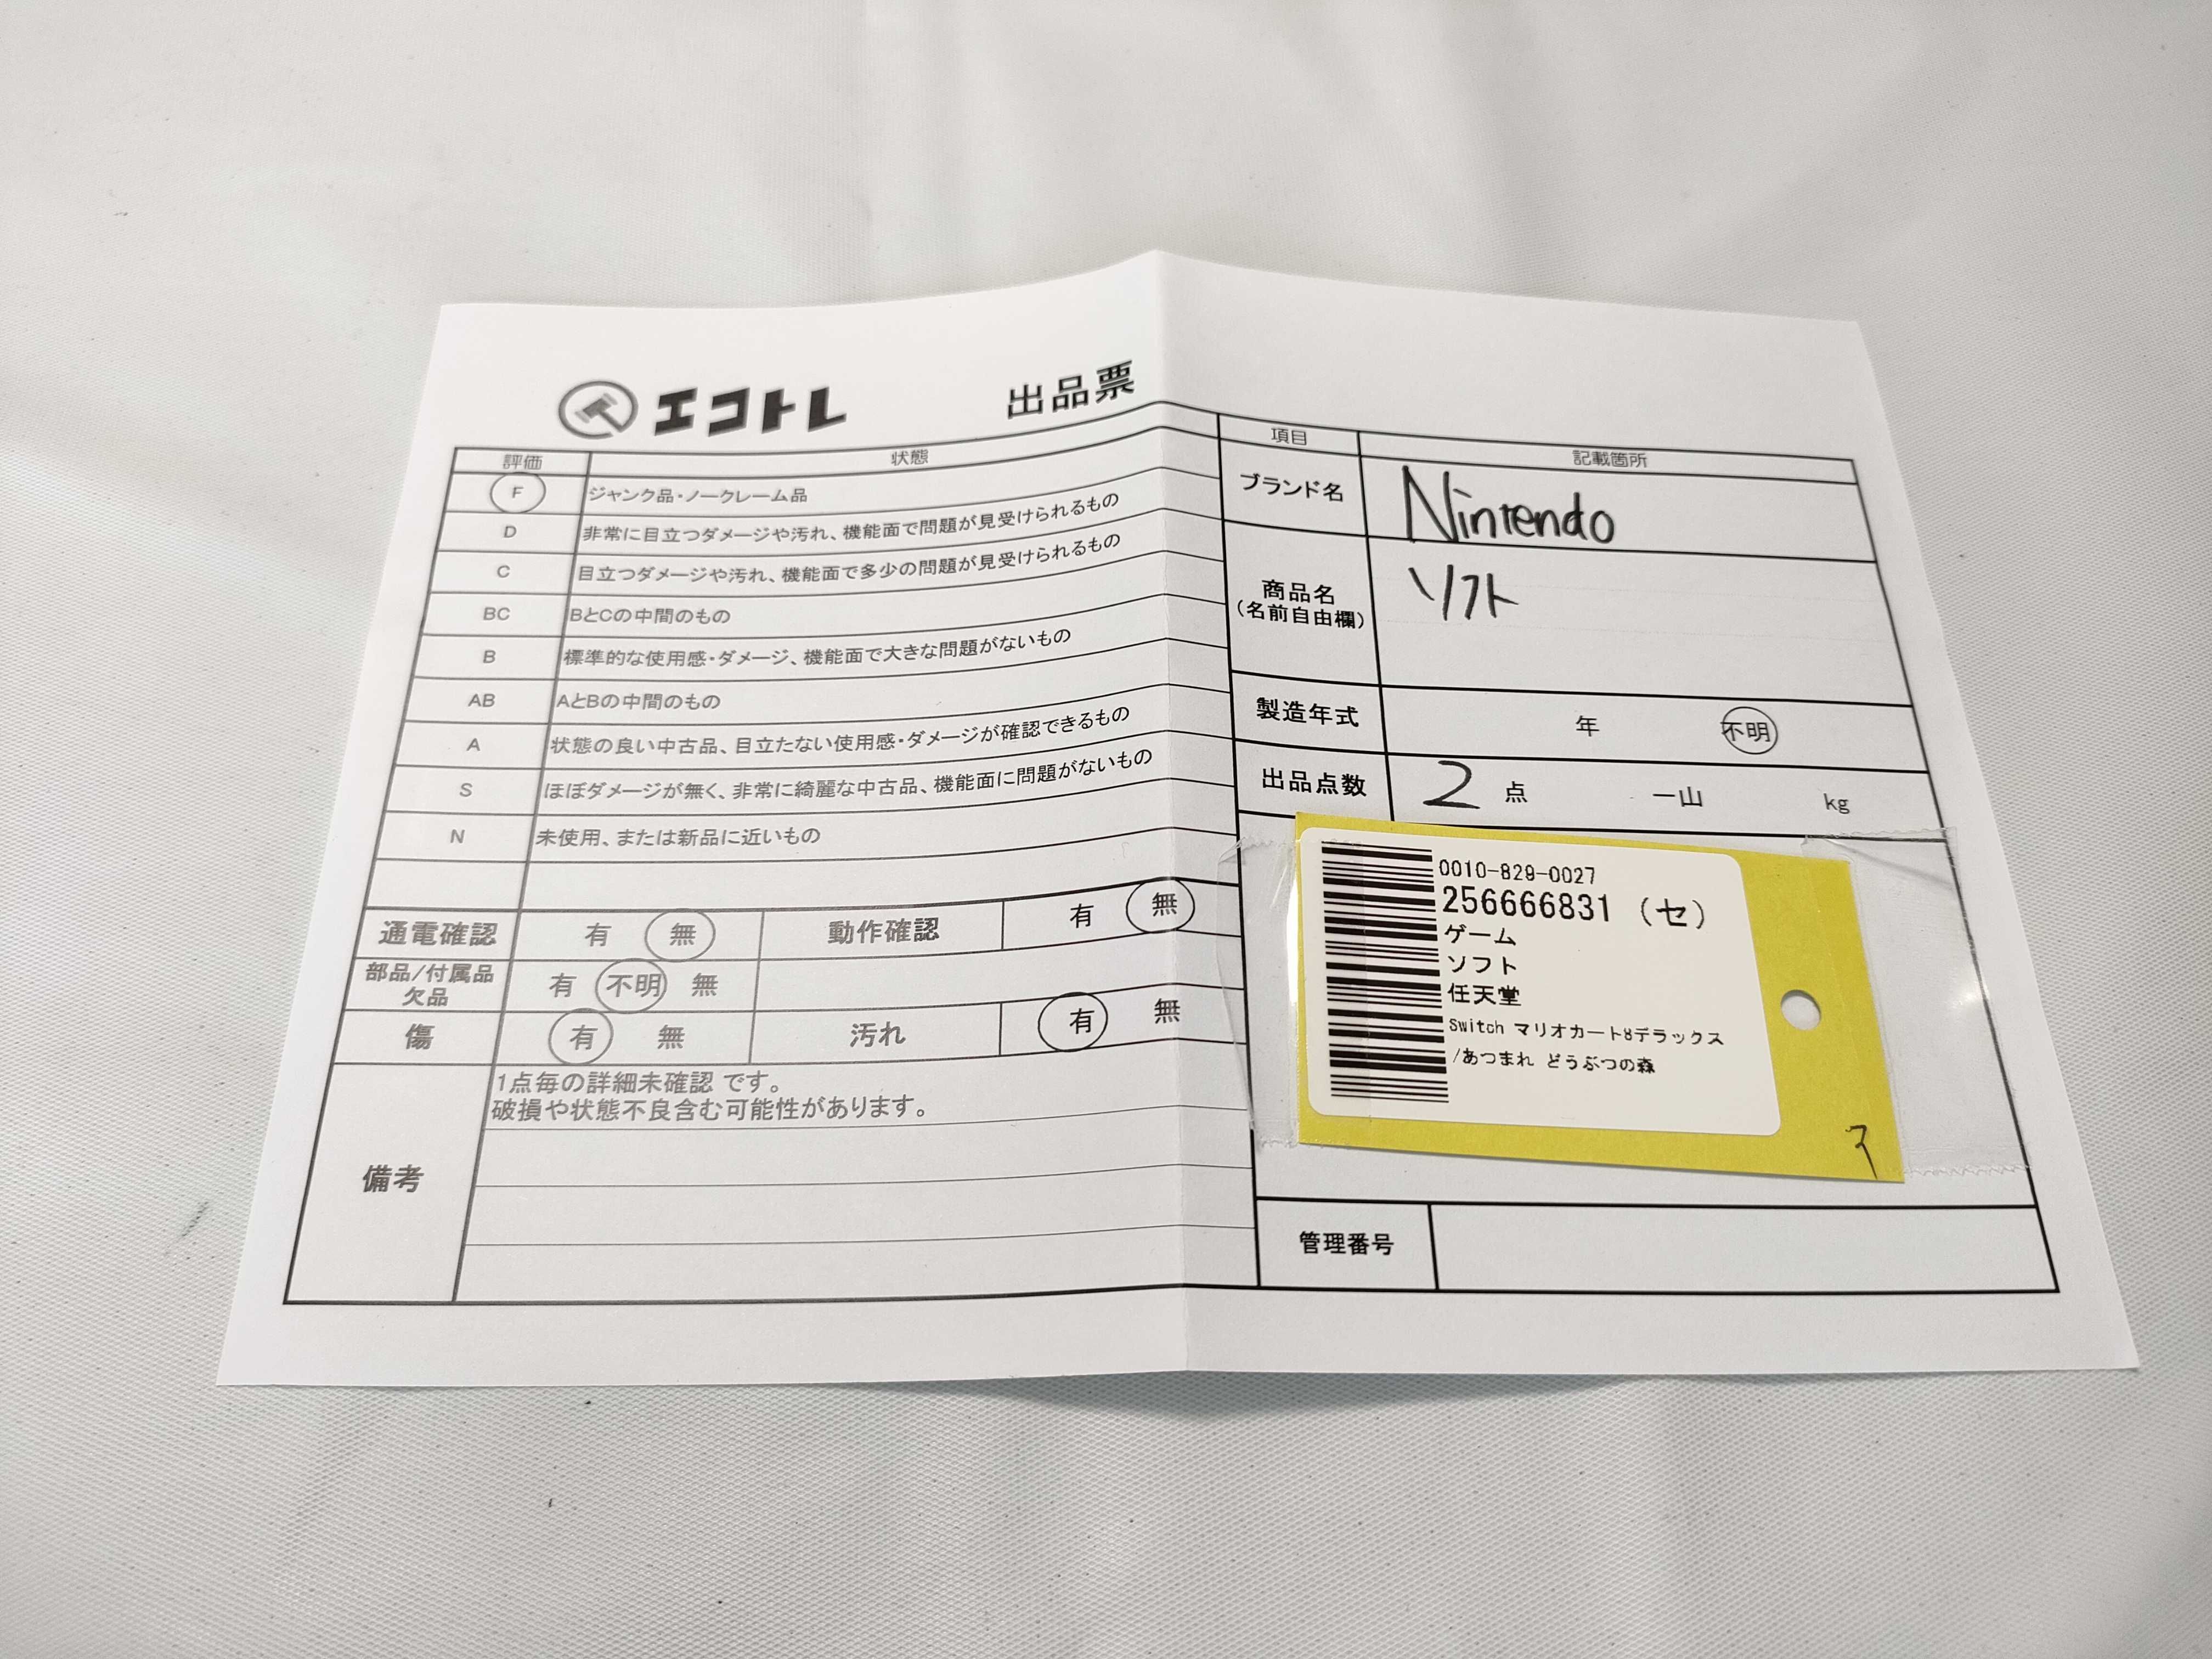 エコトレ 出品票
評価 状態
F ジャンク品・ノークレーム品
D 非常に目立つダメージや汚れ、機能面で問題が見受けられるもの
C 目立つダメージや汚れ、機能面で多少の問題が見受けられるもの
BC BとCの中間のもの
B 標準的な使用感・ダメージ、機能面で大きな問題がないもの
AB AとBの中間のもの
A 状態の良い中古品、目立たない使用感・ダメージが確認できるもの
S ほぼダメージが無く、非常に綺麗な中古品、機能面に問題がないもの
N 未使用、または新品に近いもの
通電確認 有 無 動作確認 有 無
部品/付属品
欠品 有 不明 無
傷 有 無 汚れ 有 無
備考
1点毎の詳細未確認 です。
破損や状態不良含む可能性があります。
項目 記載箇所
ブランド名 Nintendo
商品名
(名前自由欄) ソフト
製造年式 年 不明
出品点数 2 点 一山 kg
0010-829-0027
256666831 (セ)
ゲーム
ソフト
任天堂
Switch マリオカート8デラックス
/あつまれ どうぶつの森
管理番号